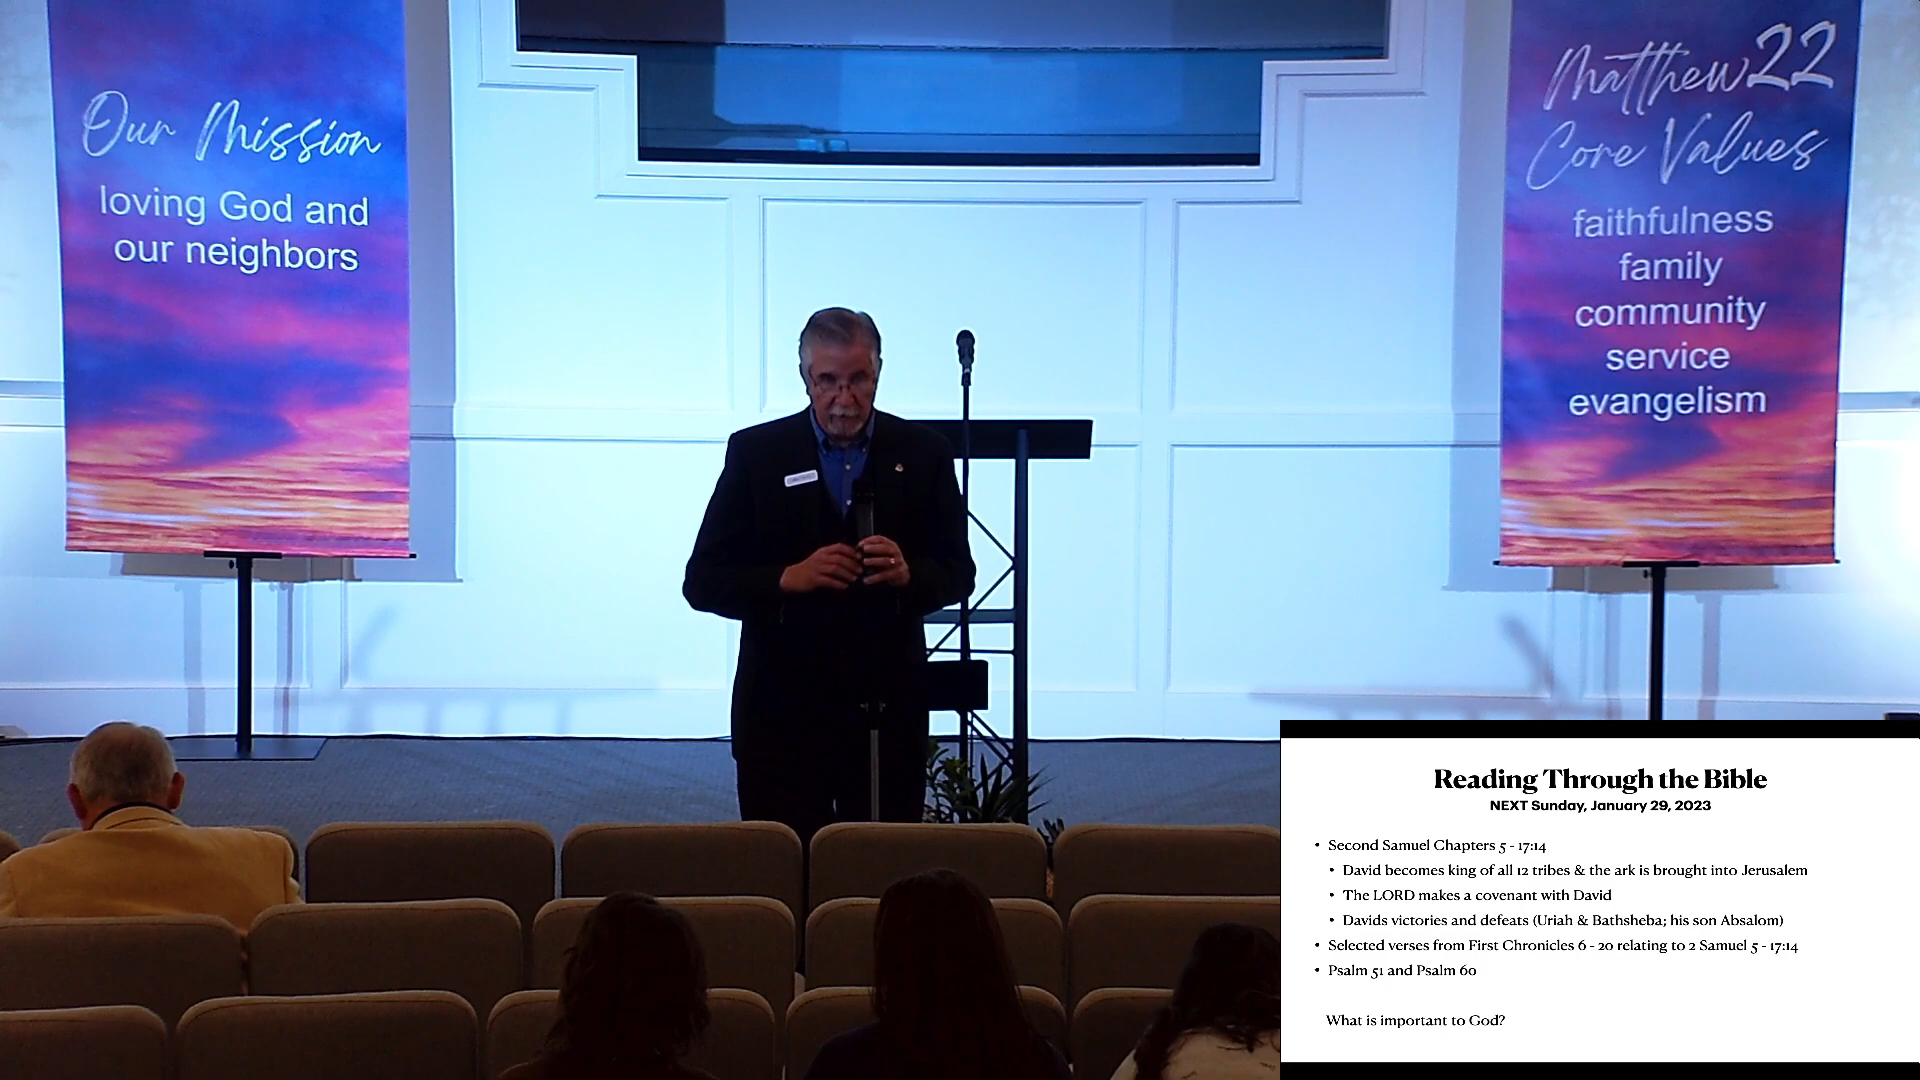 Our Mission
loving God and
our neighbors
Matthew22
Core Values
faithfulness
family
community
service
evangelism
Reading Through the Bible
NEXT Sunday, January 29, 2023
• Second Samuel Chapters 5 - 17:14
• David becomes king of all 12 tribes & the ark is brought into Jerusalem
• The LORD makes a covenant with David
• Davids victories and defeats (Uriah & Bathsheba; his son Absalom)
• Selected verses from First Chronicles 6 - 20 relating to 2 Samuel 5 - 17:14
• Psalm 51 and Psalm 60
What is important to God?